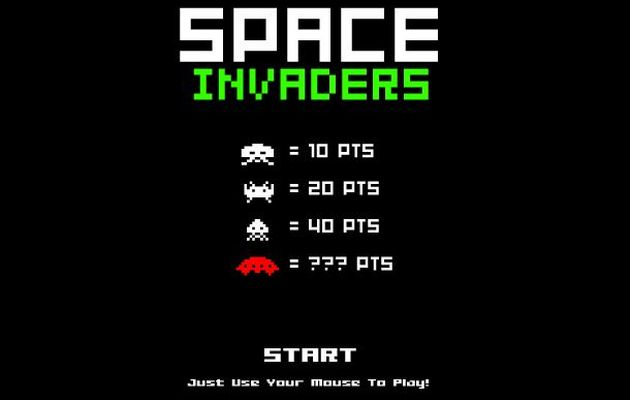 SPACE
INVADERS
= 10 PTS
= 20 PTS
= 40 PTS
= ??? PTS
START
Just Use Your Mouse To Play!